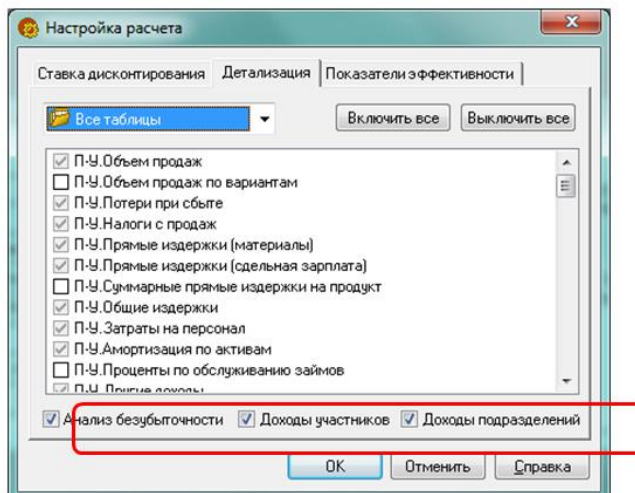 Настройка расчета
Ставка дисконтирования Детализация Показатели эффективности
Все таблицы Включить все Выключить все
П-У.Объем продаж
П-У.Объем продаж по вариантам
П-У.Потери при сбыте
П-У.Налоги с продаж
П-У.Прямые издержки (материалы)
П-У.Прямые издержки (сдельная зарплата)
П-У.Суммарные прямые издержки на продукт
П-У.Общие издержки
П-У.Затраты на персонал
П-У.Амортизация по активам
П-У.Проценты по обслуживанию займов
П-У.Другие доходы
Анализ безубыточности Доходы участников Доходы подразделений
OK Отменить Справка